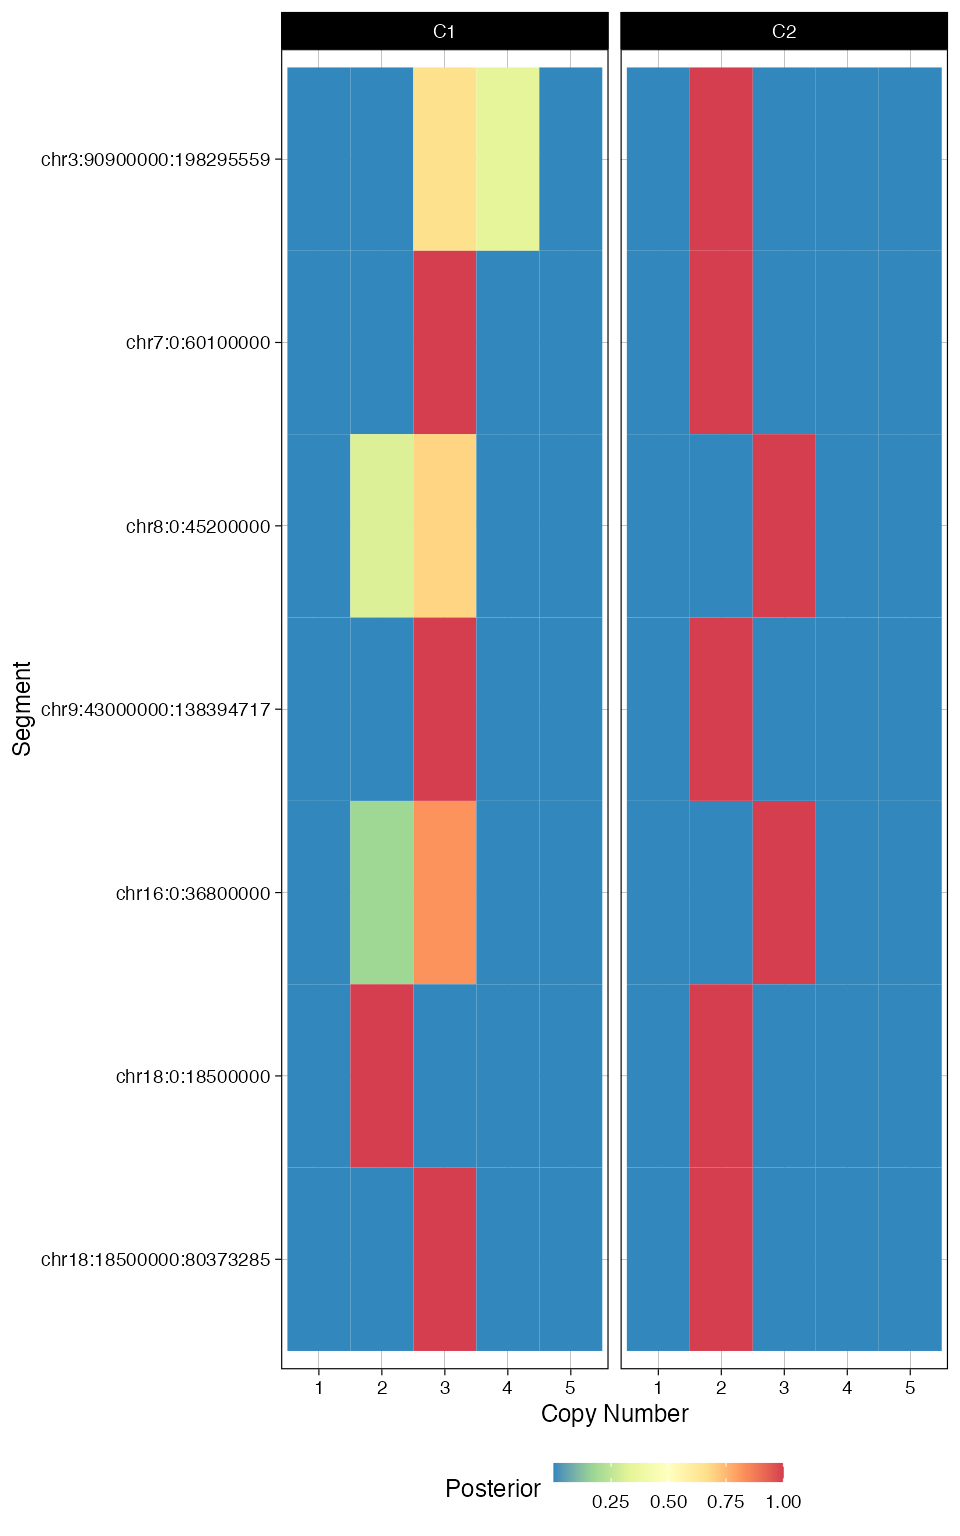 C1 C2
chr3:90900000:198295559
chr7:0:60100000
chr8:0:45200000
chr9:43000000:138394717
chr16:0:36800000
chr18:0:18500000
chr18:18500000:80373285
Segment
1 2 3 4 5 1 2 3 4 5
Copy Number
Posterior
0.25 0.50 0.75 1.00